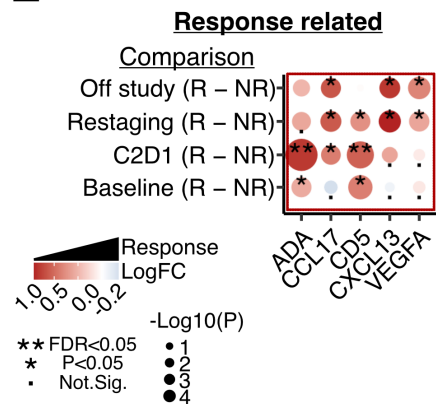 Response related
Comparison
Off study (R − NR)
Restaging (R − NR)
C2D1 (R − NR)
Baseline (R − NR)
ADA
CCL17
CD5
CXCL13
VEGFA
Response
LogFC
1.0 0.5 0.0 -0.2
-Log10(P)
** FDR<0.05
* P<0.05
. Not.Sig.
1
2
3
4